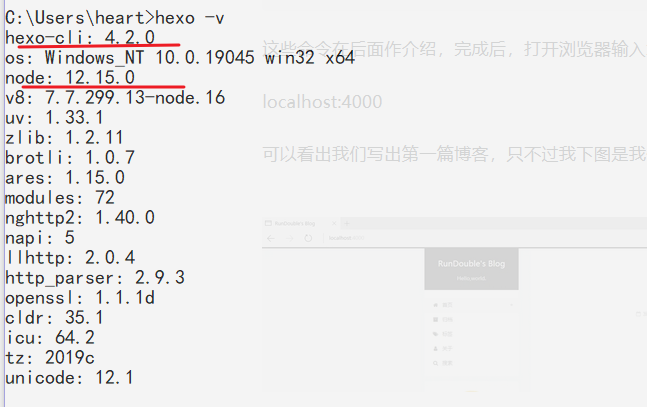 C:\Users\heart>hexo -v
hexo-cli: 4.2.0
os: Windows_NT 10.0.19045 win32 x64
node: 12.15.0
v8: 7.7.299.13-node.16
uv: 1.33.1
zlib: 1.2.11
brotli: 1.0.7
ares: 1.15.0
modules: 72
nghttp2: 1.40.0
napi: 5
llhttp: 2.0.4
http_parser: 2.9.3
openssl: 1.1.1d
cldr: 35.1
icu: 64.2
tz: 2019c
unicode: 12.1
这些命令在后面作介绍，完成后，打开浏览器输入
localhost:4000
可以看出我们写出第一篇博客，只不过我下图是我
RunDouble's Blog
RunDouble's Blog